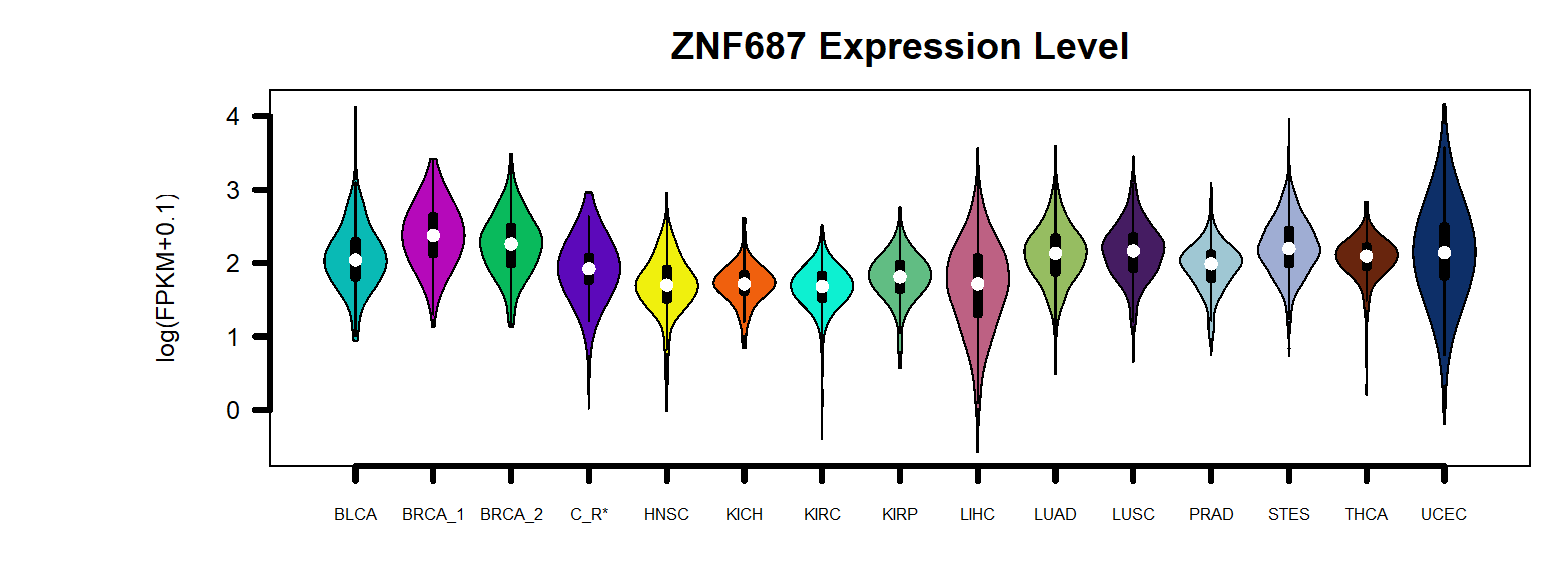 ZNF687 Expression Level
log(FPKM+0.1)
4
3
2
1
0
BLCA BRCA_1 BRCA_2 C_R* HNSC KICH KIRC KIRP LIHC LUAD LUSC PRAD STES THCA UCEC